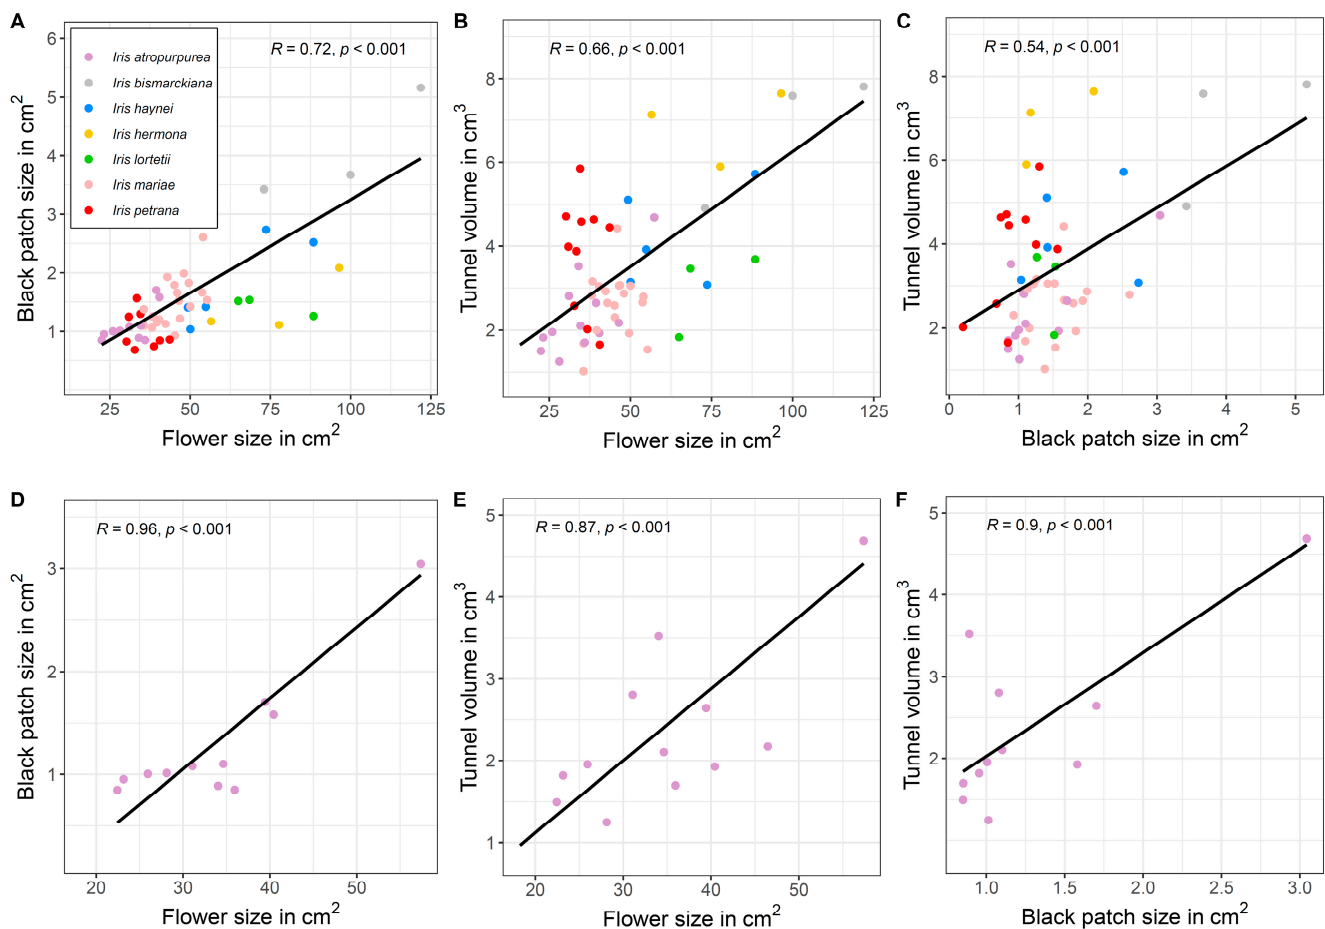 A
R = 0.72, p < 0.001
Iris atropurpurea
Iris bismarckiana
Iris haynei
Iris hermona
Iris lortetii
Iris mariae
Iris petrana
Black patch size in cm2
6
5
4
3
2
1
25
50
75
100
125
Flower size in cm2
B
R = 0.66, p < 0.001
Tunnel volume in cm3
8
6
4
2
25
50
75
100
125
Flower size in cm2
C
R = 0.54, p < 0.001
Tunnel volume in cm3
8
6
4
2
0
1
2
3
4
5
Black patch size in cm2
D
R = 0.96, p < 0.001
Black patch size in cm2
3
2
1
20
30
40
50
Flower size in cm2
E
R = 0.87, p < 0.001
Tunnel volume in cm3
5
4
3
2
1
20
30
40
50
Flower size in cm2
F
R = 0.9, p < 0.001
Tunnel volume in cm3
5
4
3
2
1.0
1.5
2.0
2.5
3.0
Black patch size in cm2